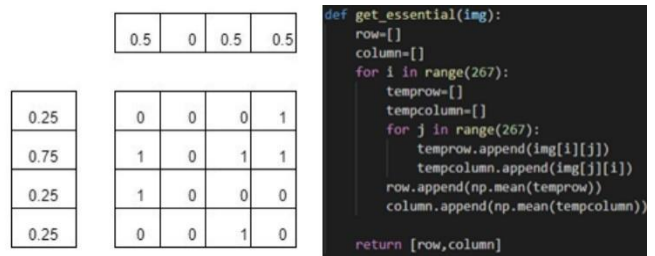 0.5 0 0.5 0.5
0.25 0 0 0 1
0.75 1 0 1 1
0.25 1 0 0 0
0.25 0 0 1 0
def get_essential(img):
row=[]
column=[]
for i in range(267):
temprow=[]
tempcolumn=[]
for j in range(267):
temprow.append(img[i][j])
tempcolumn.append(img[j][i])
row.append(np.mean(temprow))
column.append(np.mean(tempcolumn))
return [row,column]